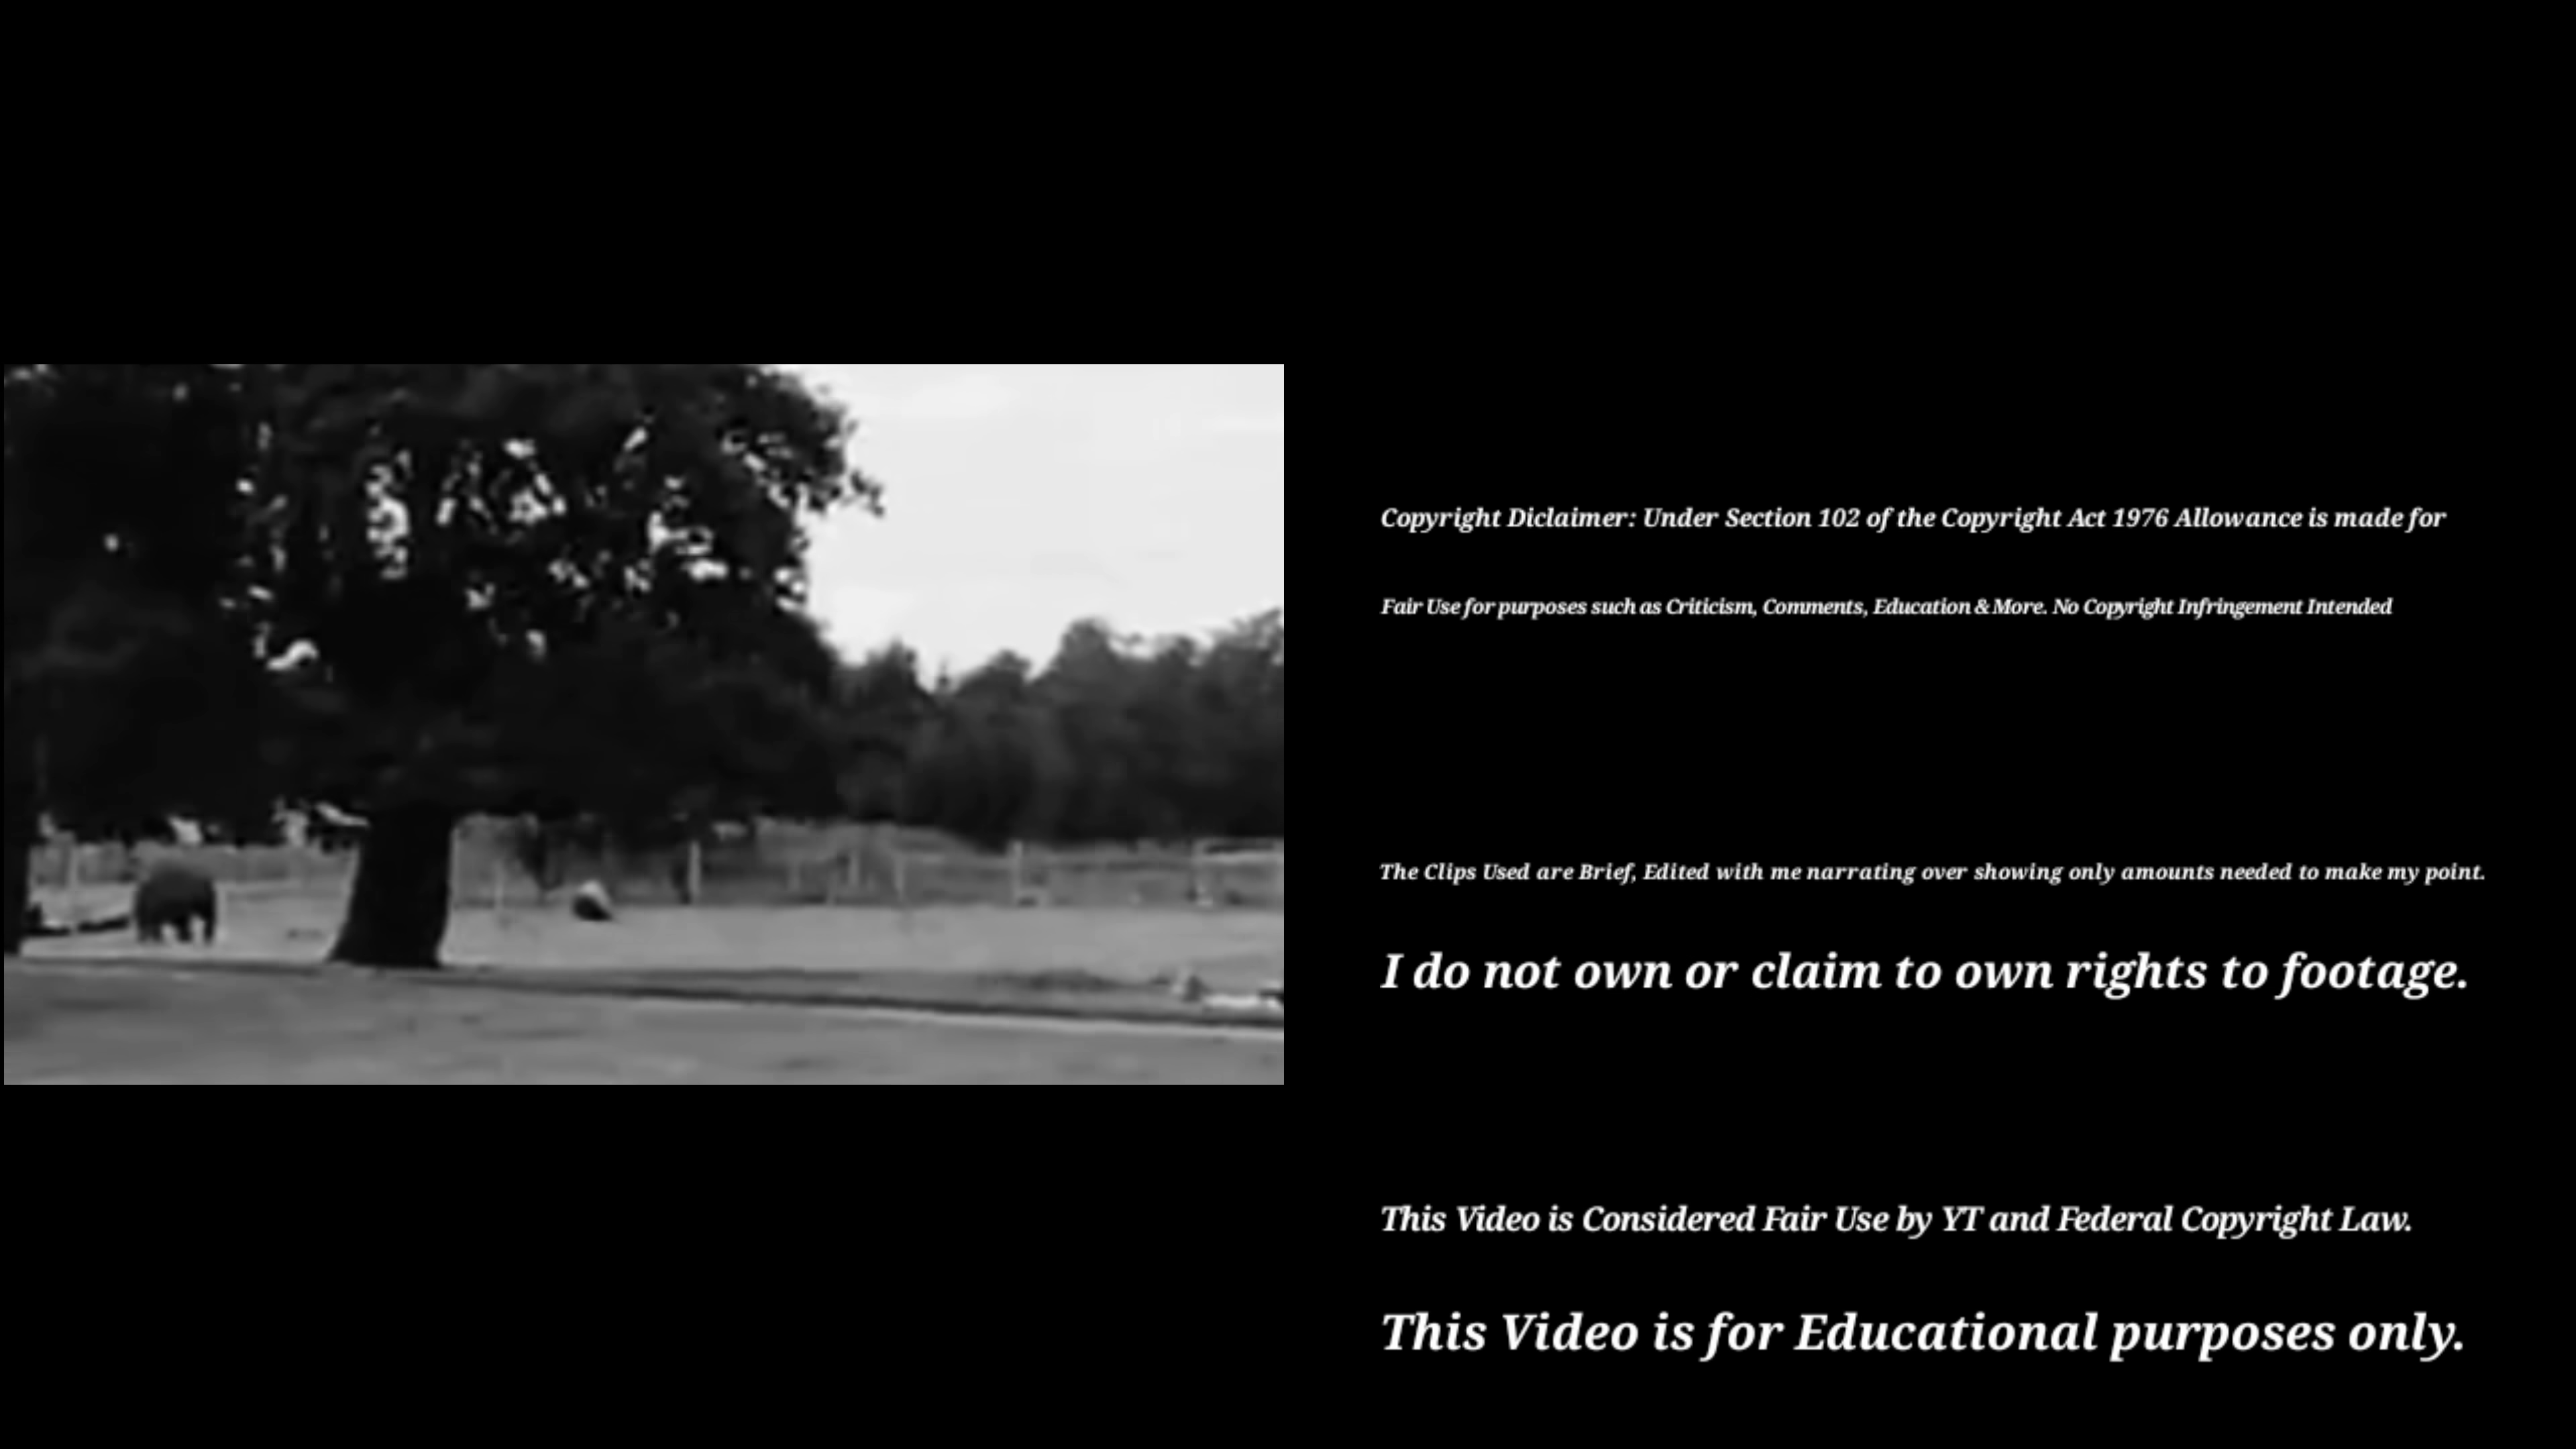 Copyright Diclaimer: Under Section 102 of the Copyright Act 1976 Allowance is made for
Fair Use for purposes such as Criticism, Comments, Education & More. No Copyright Infringement Intended
The Clips Used are Brief, Edited with me narrating over showing only amounts needed to make my point.
I do not own or claim to own rights to footage.
This Video is Considered Fair Use by YT and Federal Copyright Law.
This Video is for Educational purposes only.